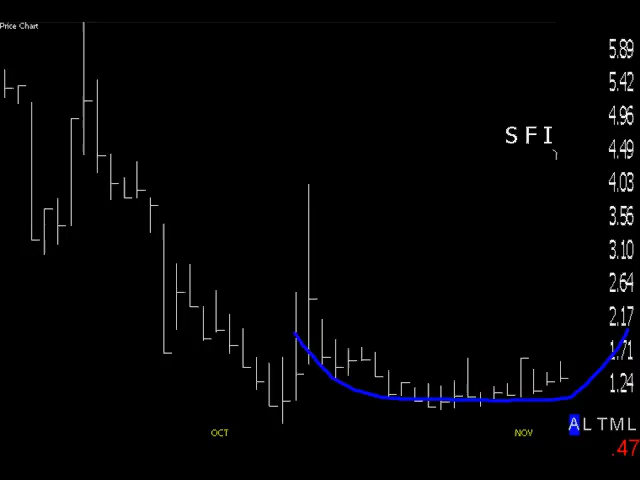 Price Chart
5.89
5.42
4.96
SFI
4.49
4.03
3.56
3.10
2.64
2.17
1.71
1.24
ALTML
OCT
NOV
.47